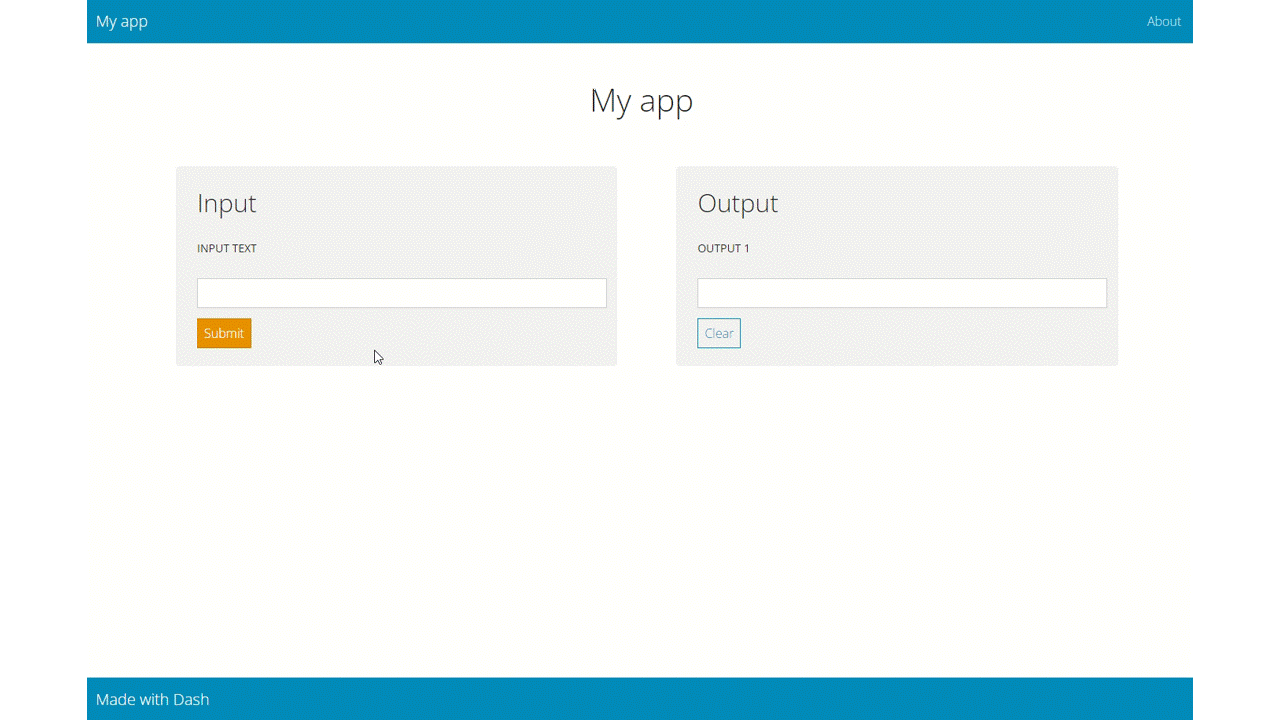 My app
About
My app
Input
INPUT TEXT
Submit
Output
OUTPUT 1
Clear
Made with Dash